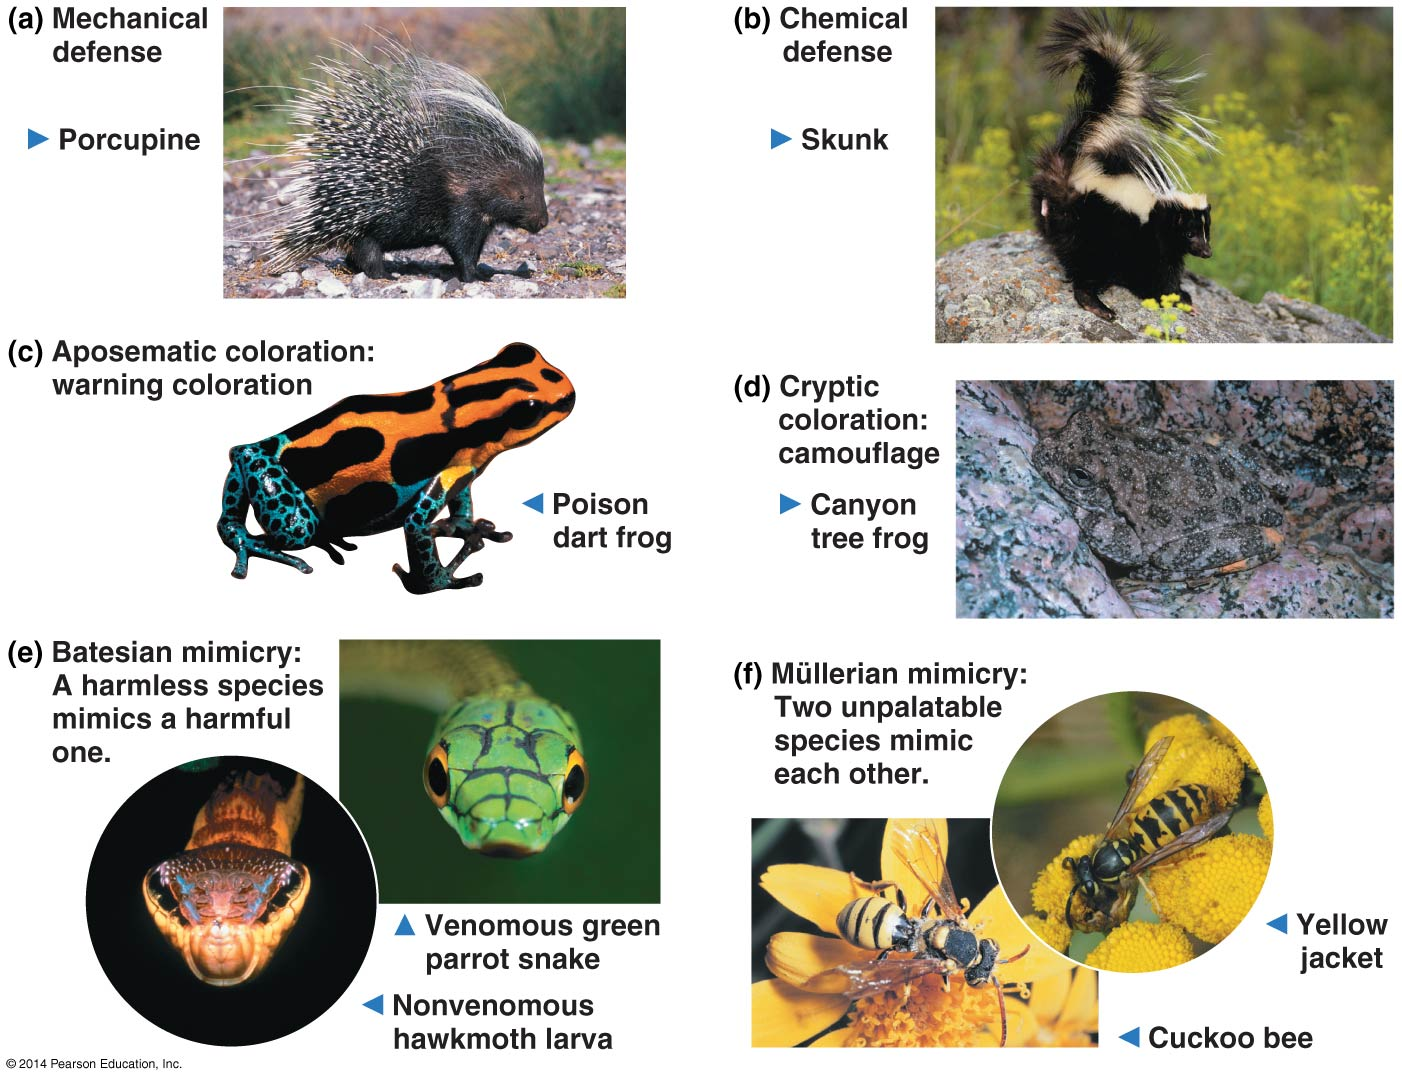 (a) Mechanical
defense
Porcupine
(b) Chemical
defense
Skunk
(c) Aposematic coloration:
warning coloration
Poison
dart frog
(d) Cryptic
coloration:
camouflage
Canyon
tree frog
(e) Batesian mimicry:
A harmless species
mimics a harmful
one.
Venomous green
parrot snake
Nonvenomous
hawkmoth larva
(f) Müllerian mimicry:
Two unpalatable
species mimic
each other.
Yellow
jacket
Cuckoo bee
© 2014 Pearson Education, Inc.